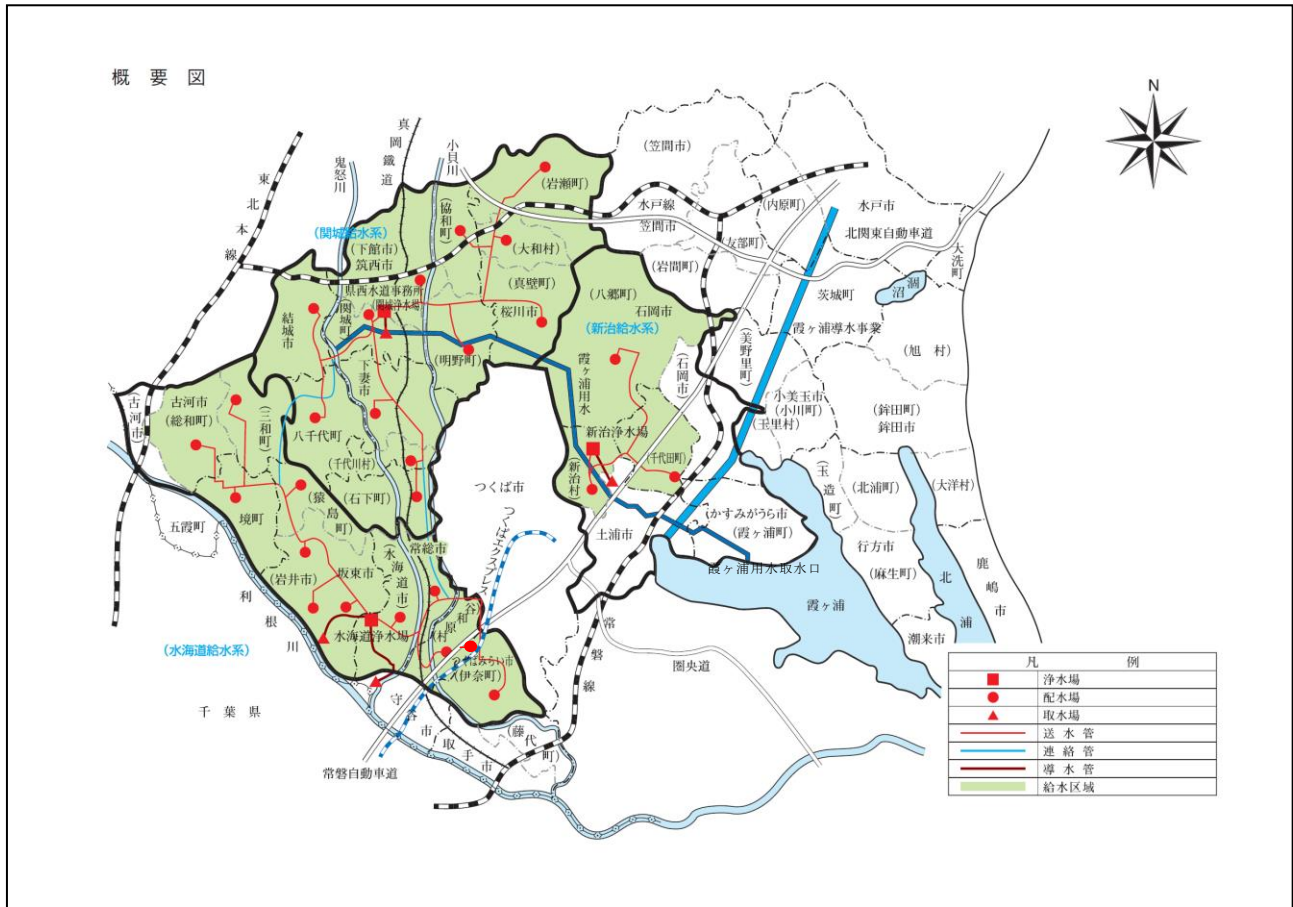 概要図
N
東北本線
鬼怒川
真岡鐵道
小貝川
(笠間市)
(岩瀬町)
(協和町)
水戸線
笠間市
(内原町)
水戸市
北関東自動車道
大洗町
(関城給水系)
(下館市)
筑西市
(大和村)
(友部町)
(岩間町)
涸沼
茨城町
県西水道事務所
関城浄水場
(真壁町)
桜川市
(八郷町)
石岡市
(新治給水系)
霞ヶ浦導水事業
(美野里町)
(旭村)
結城市
(関城町)
(明野町)
下妻市
霞ヶ浦用水
(石岡市)
小美玉市
(小川町)
(玉里村)
(鉾田町)
鉾田市
(古河市)
古河市
(総和町)
(三和町)
八千代町
(千代川村)
(石下町)
新治浄水場
(新治村)
(千代田町)
つくば市
(玉造町)
(北浦町)
(大洋村)
五霞町
境町
(猿島町)
つくばエクスプレス
土浦市
かすみがうら市
(霞ヶ浦町)
行方市
(麻生町)
(岩井市)
坂東市
(水海道市)
常総市
霞ヶ浦用水取水口
霞ヶ浦
北浦
鹿嶋市
利根川
水海道浄水場
谷和原村
(水海道給水系)
つくばみらい市
(伊奈町)
常磐線
圏央道
潮来市
千葉県
守谷市
取手市
(藤代町)
常磐自動車道
凡例
浄水場
配水場
取水場
送水管
連絡管
導水管
給水区域